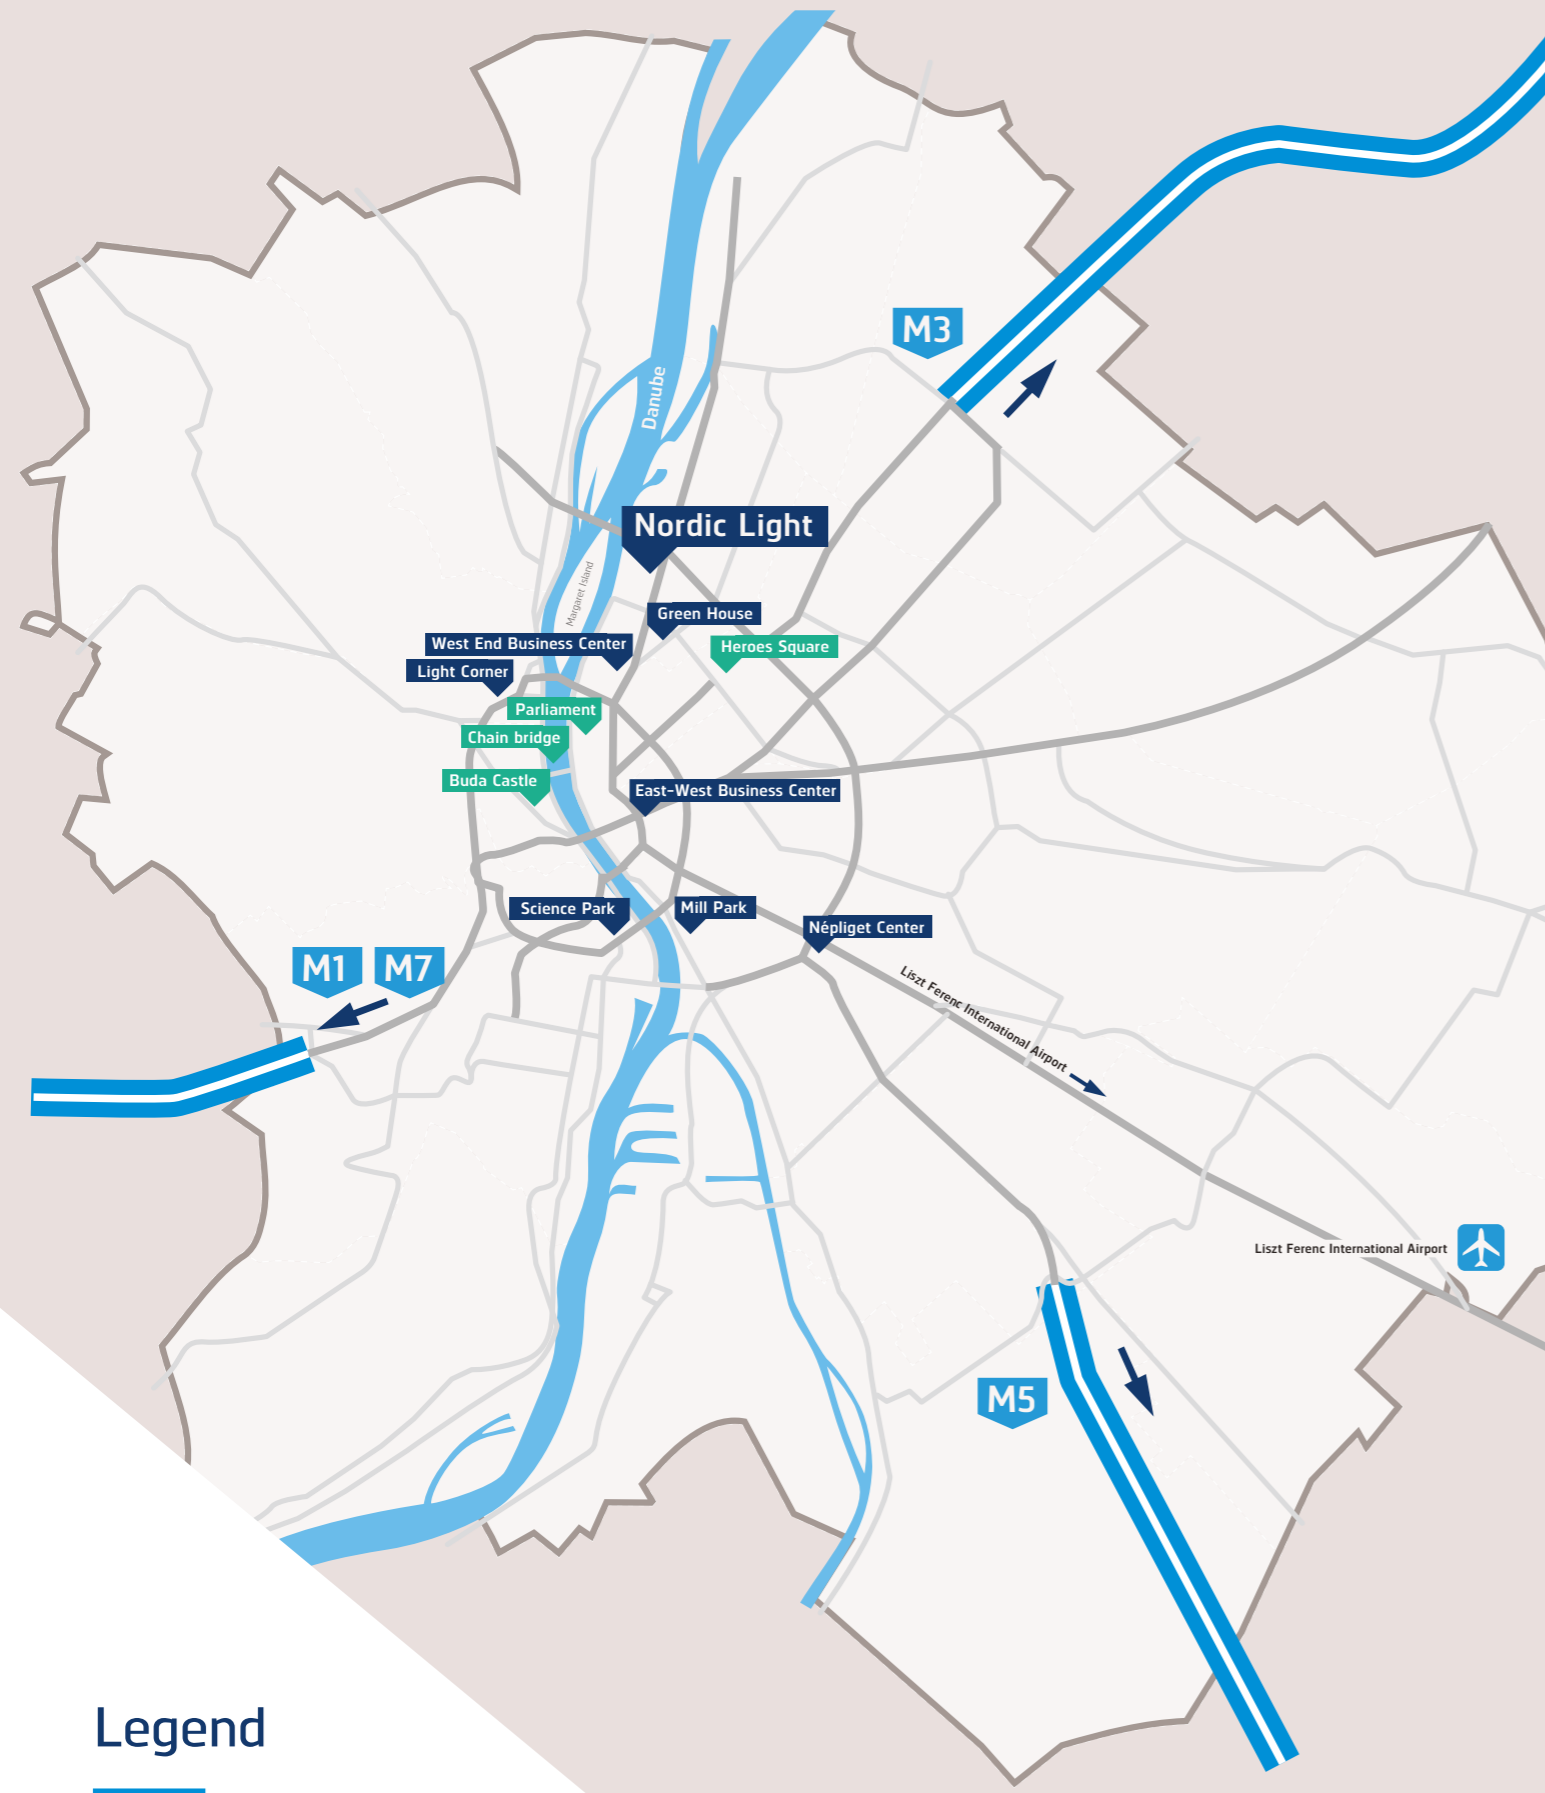 M3
Danube
Nordic Light
Margaret Island
Green House
West End Business Center
Heroes Square
Light Corner
Parliament
Chain bridge
Buda Castle
East-West Business Center
Science Park
Mill Park
Népliget Center
M1
M7
Liszt Ferenc International Airport
Liszt Ferenc International Airport
M5
Legend